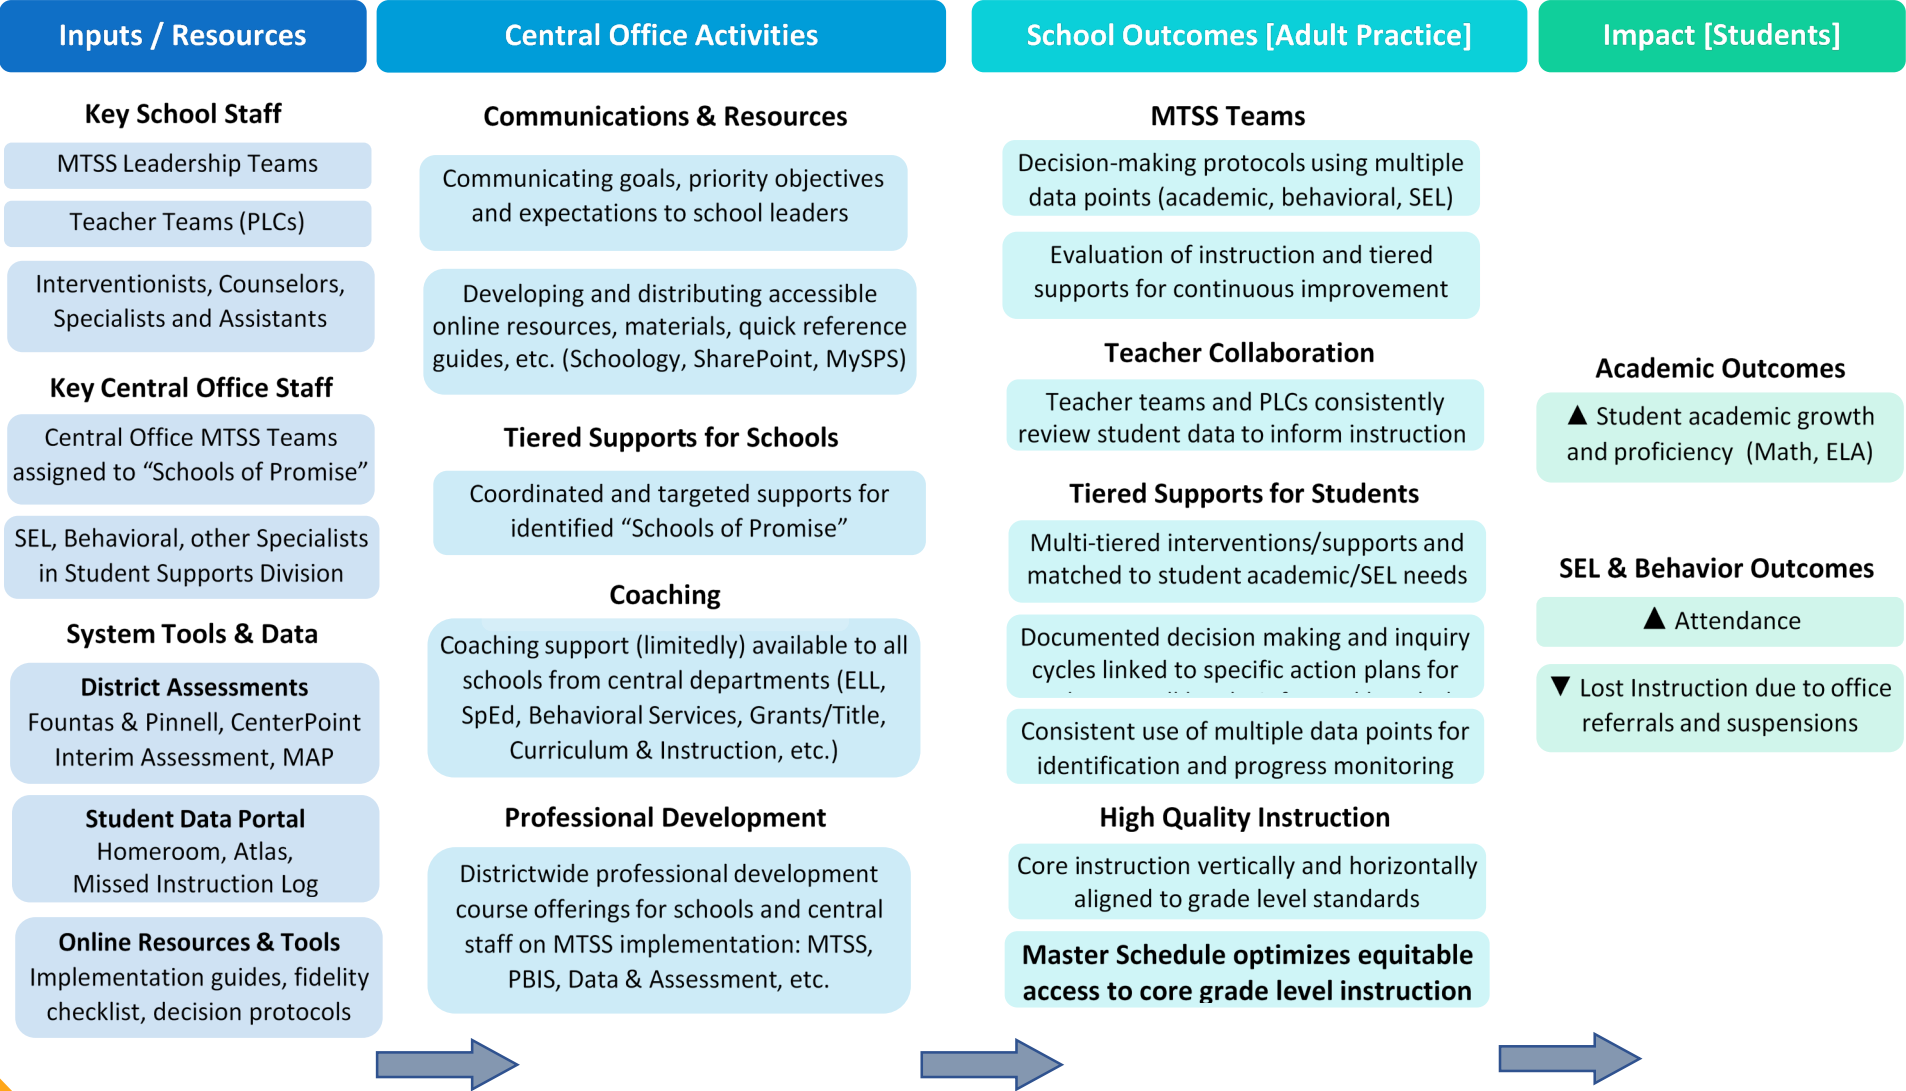 Inputs / Resources
Key School Staff
MTSS Leadership Teams
Teacher Teams (PLCs)
Interventionists, Counselors,
Specialists and Assistants
Key Central Office Staff
Central Office MTSS Teams
assigned to “Schools of Promise”
SEL, Behavioral, other Specialists
in Student Supports Division
System Tools & Data
District Assessments
Fountas & Pinnell, CenterPoint
Interim Assessment, MAP
Student Data Portal
Homeroom, Atlas,
Missed Instruction Log
Online Resources & Tools
Implementation guides, fidelity
checklist, decision protocols
Central Office Activities
Communications & Resources
Communicating goals, priority objectives
and expectations to school leaders
Developing and distributing accessible
online resources, materials, quick reference
guides, etc. (Schoology, SharePoint, MySPS)
Tiered Supports for Schools
Coordinated and targeted supports for
identified “Schools of Promise”
Coaching
Coaching support (limitedly) available to all
schools from central departments (ELL,
SpEd, Behavioral Services, Grants/Title,
Curriculum & Instruction, etc.)
Professional Development
Districtwide professional development
course offerings for schools and central
staff on MTSS implementation: MTSS,
PBIS, Data & Assessment, etc.
School Outcomes [Adult Practice]
MTSS Teams
Decision-making protocols using multiple
data points (academic, behavioral, SEL)
Evaluation of instruction and tiered
supports for continuous improvement
Teacher Collaboration
Teacher teams and PLCs consistently
review student data to inform instruction
Tiered Supports for Students
Multi-tiered interventions/supports and
matched to student academic/SEL needs
Documented decision making and inquiry
cycles linked to specific action plans for
Consistent use of multiple data points for
identification and progress monitoring
High Quality Instruction
Core instruction vertically and horizontally
aligned to grade level standards
Master Schedule optimizes equitable
access to core grade level instruction
Impact [Students]
Academic Outcomes
▲ Student academic growth
and proficiency (Math, ELA)
SEL & Behavior Outcomes
▲ Attendance
▼ Lost Instruction due to office
referrals and suspensions